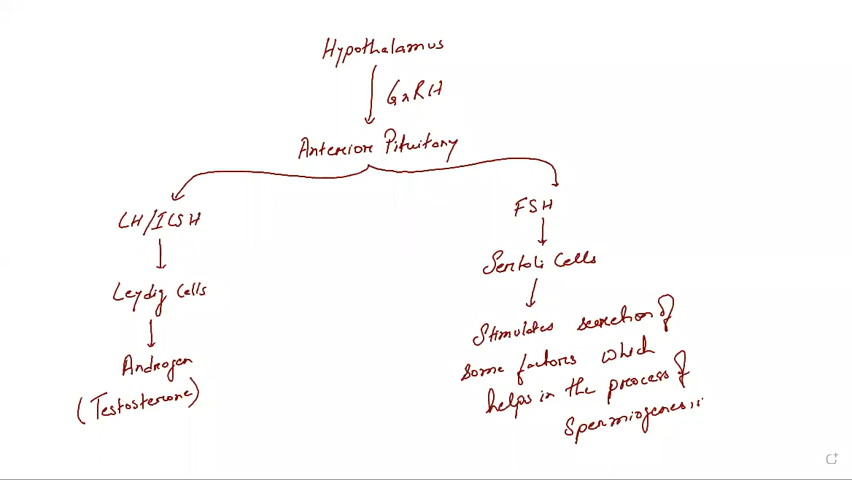 Hypothalamus
GnRH
Anterior Pituitary
LH/ICSH
FSH
Leydig Cells
Sertoli Cells
Androgen
(Testosterone)
Stimulates secretion of
some factors which
helps in the process of
Spermiogenesis